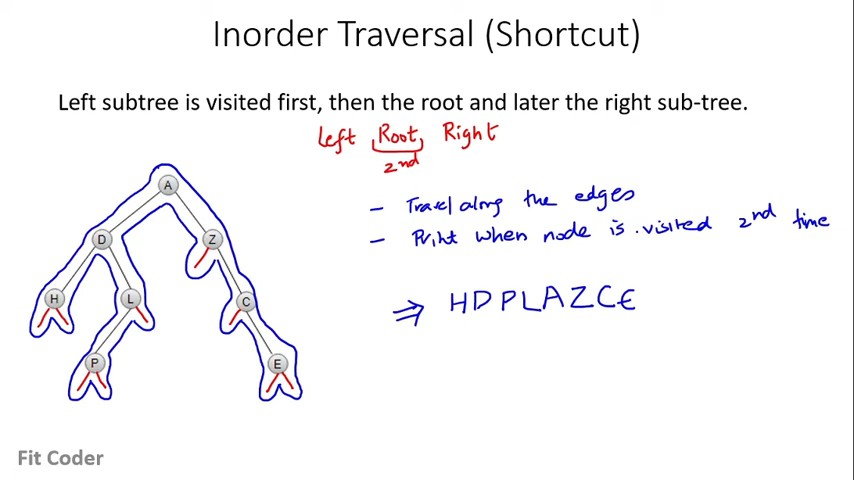 Inorder Traversal (Shortcut)
Left subtree is visited first, then the root and later the right sub-tree.
Left Root Right
2nd
A
D Z
H L C
P E
- Travel along the edges
- Print when node is visited 2nd time
⇒ HDPLAZCE
Fit Coder